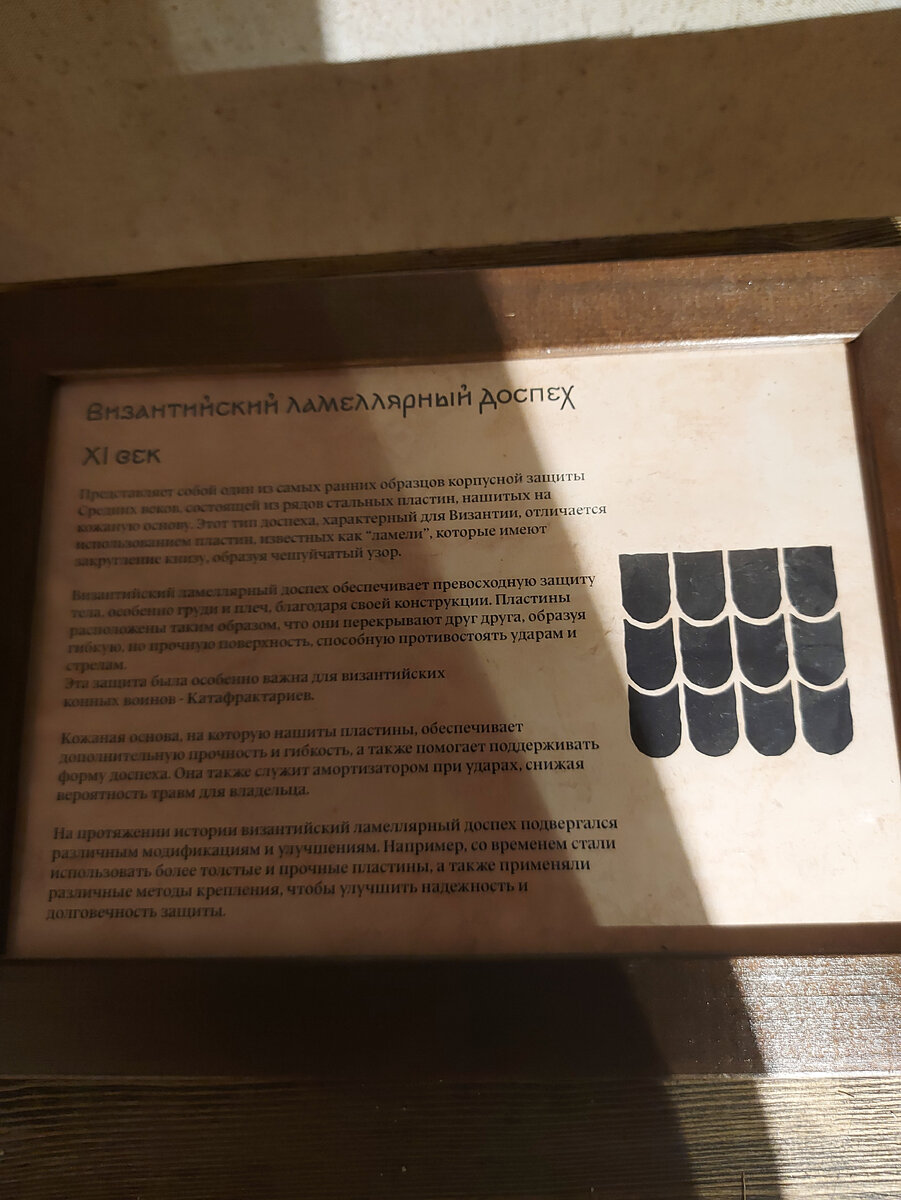 Византийский ламеллярный доспех
XI век
Представляет собой один из самых ранних образцов корпусной защиты
Средних веков, состоящей из рядов стальных пластин, нашитых на
кожаную основу. Этот тип доспеха, характерный для Византии, отличается
использованием пластин, известных как “ламели”, которые имеют
закругление книзу, образуя чешуйчатый узор.
Византийский ламеллярный доспех обеспечивает превосходную защиту
тела, особенно груди и плеч, благодаря своей конструкции. Пластины
расположены таким образом, что они перекрывают друг друга, образуя
гибкую, но прочную поверхность, способную противостоять ударам и
стрелам.
Эта защита была особенно важна для византийских
конных воинов - Катафрактариев.
Кожаная основа, на которую нашиты пластины, обеспечивает
дополнительную прочность и гибкость, а также помогает поддерживать
форму доспеха. Она также служит амортизатором при ударах, снижая
вероятность травм для владельца.
На протяжении истории византийский ламеллярный доспех подвергался
различным модификациям и улучшениям. Например, со временем стали
использовать более толстые и прочные пластины, а также применяли
различные методы крепления, чтобы улучшить надежность и
долговечность защиты.